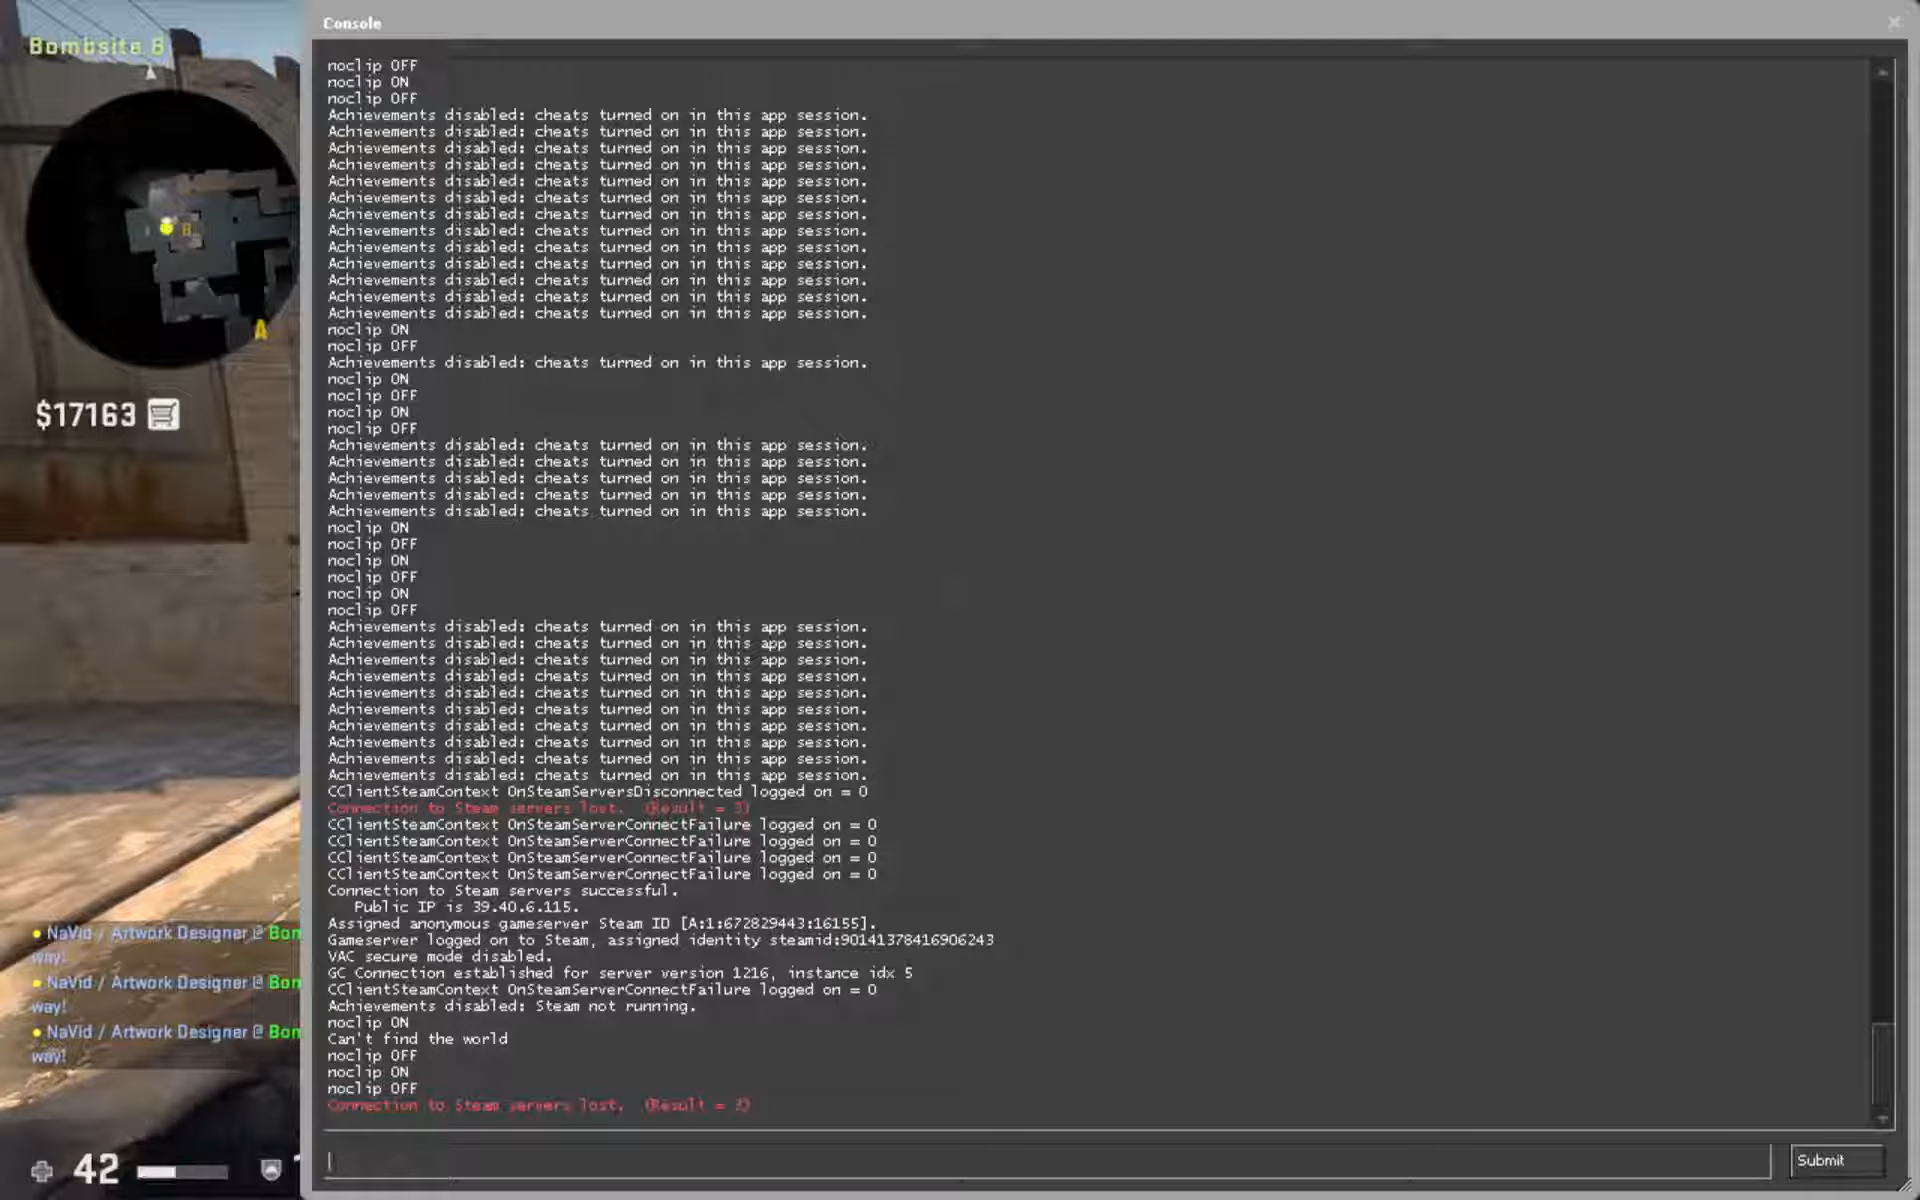 Console
Bombsite B
noclip OFF
noclip ON
noclip OFF
Achievements disabled: cheats turned on in this app session.
Achievements disabled: cheats turned on in this app session.
Achievements disabled: cheats turned on in this app session.
Achievements disabled: cheats turned on in this app session.
Achievements disabled: cheats turned on in this app session.
Achievements disabled: cheats turned on in this app session.
Achievements disabled: cheats turned on in this app session.
Achievements disabled: cheats turned on in this app session.
Achievements disabled: cheats turned on in this app session.
Achievements disabled: cheats turned on in this app session.
Achievements disabled: cheats turned on in this app session.
Achievements disabled: cheats turned on in this app session.
Achievements disabled: cheats turned on in this app session.
noclip ON
noclip OFF
Achievements disabled: cheats turned on in this app session.
noclip ON
noclip OFF
noclip ON
noclip OFF
Achievements disabled: cheats turned on in this app session.
Achievements disabled: cheats turned on in this app session.
Achievements disabled: cheats turned on in this app session.
Achievements disabled: cheats turned on in this app session.
Achievements disabled: cheats turned on in this app session.
noclip ON
noclip OFF
noclip ON
noclip OFF
noclip ON
noclip OFF
Achievements disabled: cheats turned on in this app session.
Achievements disabled: cheats turned on in this app session.
Achievements disabled: cheats turned on in this app session.
Achievements disabled: cheats turned on in this app session.
Achievements disabled: cheats turned on in this app session.
Achievements disabled: cheats turned on in this app session.
Achievements disabled: cheats turned on in this app session.
Achievements disabled: cheats turned on in this app session.
Achievements disabled: cheats turned on in this app session.
Achievements disabled: cheats turned on in this app session.
CClientSteamContext OnSteamServersDisconnected logged on = 0
Connection to Steam servers lost. (Result = 3)
CClientSteamContext OnSteamServerConnectFailure logged on = 0
CClientSteamContext OnSteamServerConnectFailure logged on = 0
CClientSteamContext OnSteamServerConnectFailure logged on = 0
CClientSteamContext OnSteamServerConnectFailure logged on = 0
Connection to Steam servers successful.
Public IP is 39.40.6.115.
Assigned anonymous gameserver Steam ID [A:1:672829443:16155].
Gameserver logged on to Steam, assigned identity steamid:90141378416906243
VAC secure mode disabled.
GC Connection established for server version 1216, instance idx 5
CClientSteamContext OnSteamServerConnectFailure logged on = 0
Achievements disabled: Steam not running.
noclip ON
Can't find the world
noclip OFF
noclip ON
noclip OFF
Connection to Steam servers lost. (Result = 3)
Submit
B
A
$17163
NaVid / Artwork Designer @ Bom
way!
NaVid / Artwork Designer @ Bom
way!
NaVid / Artwork Designer @ Bom
way!
42